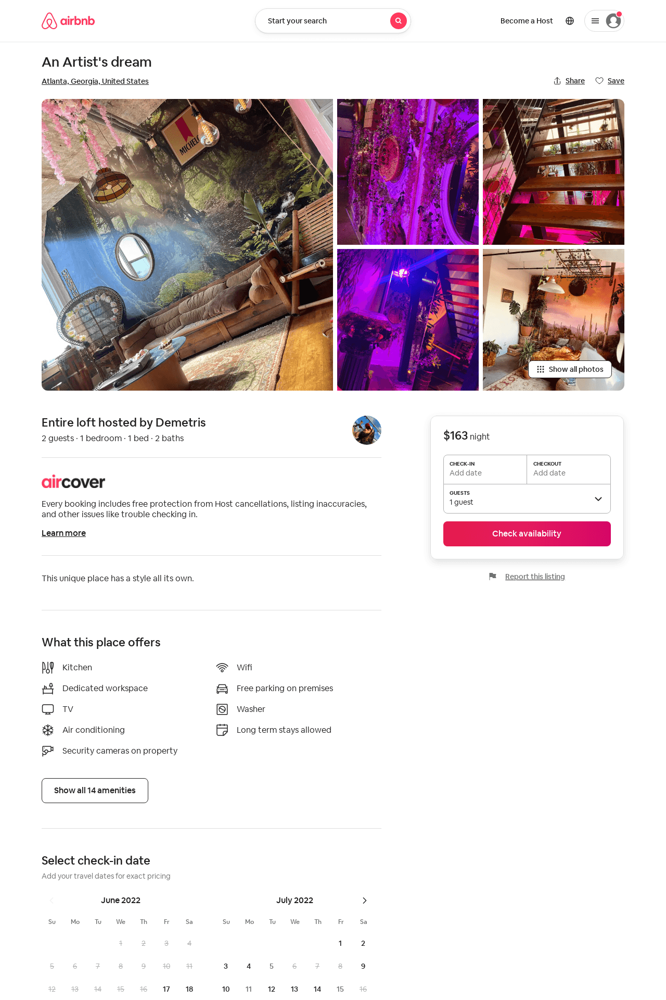 airbnb
Start your search
Become a Host
An Artist's dream
Atlanta, Georgia, United States
Share
Save
MICHELO
Show all photos
Entire loft hosted by Demetris
2 guests · 1 bedroom · 1 bed · 2 baths
$163 night
CHECK-IN
Add date
CHECKOUT
Add date
GUESTS
1 guest
Check availability
Report this listing
aircover
Every booking includes free protection from Host cancellations, listing inaccuracies,
and other issues like trouble checking in.
Learn more
This unique place has a style all its own.
What this place offers
Kitchen
Wifi
Dedicated workspace
Free parking on premises
TV
Washer
Air conditioning
Long term stays allowed
Security cameras on property
Show all 14 amenities
Select check-in date
Add your travel dates for exact pricing
June 2022
Su Mo Tu We Th Fr Sa
1 2 3 4
5 6 7 8 9 10 11
12 13 14 15 16 17 18
July 2022
Su Mo Tu We Th Fr Sa
1 2
3 4 5 6 7 8 9
10 11 12 13 14 15 16